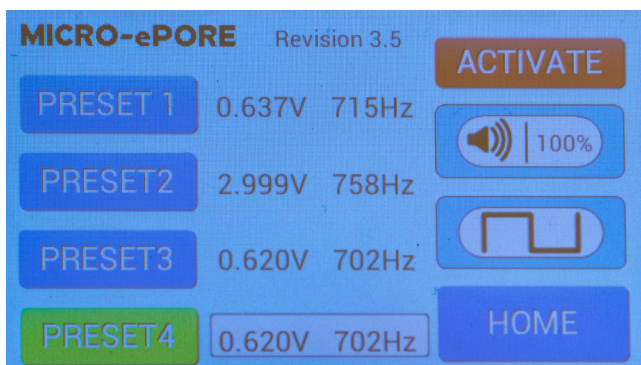 MICRO-ePORE Revision 3.5
ACTIVATE
PRESET 1 0.637V 715Hz
100%
PRESET2 2.999V 758Hz
PRESET3 0.620V 702Hz
PRESET4 0.620V 702Hz
HOME